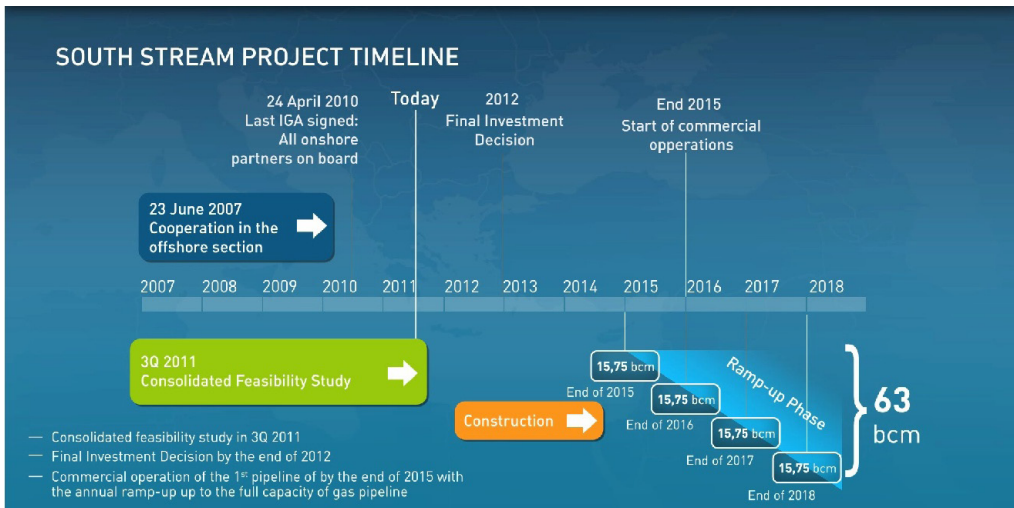 SOUTH STREAM PROJECT TIMELINE
24 April 2010
Last IGA signed:
All onshore
partners on board
Today
2012
Final Investment
Decision
End 2015
Start of commercial
opperations
23 June 2007
Cooperation in the
offshore section
2007 2008 2009 2010 2011 2012 2013 2014 2015 2016 2017 2018
3Q 2011
Consolidated Feasibility Study
Construction
15,75 bcm
End of 2015
15,75 bcm
End of 2016
15,75 bcm
End of 2017
15,75 bcm
End of 2018
Ramp-up Phase
63
bcm
— Consolidated feasibility study in 3Q 2011
— Final Investment Decision by the end of 2012
— Commercial operation of the 1st pipeline of by the end of 2015 with
the annual ramp-up up to the full capacity of gas pipeline